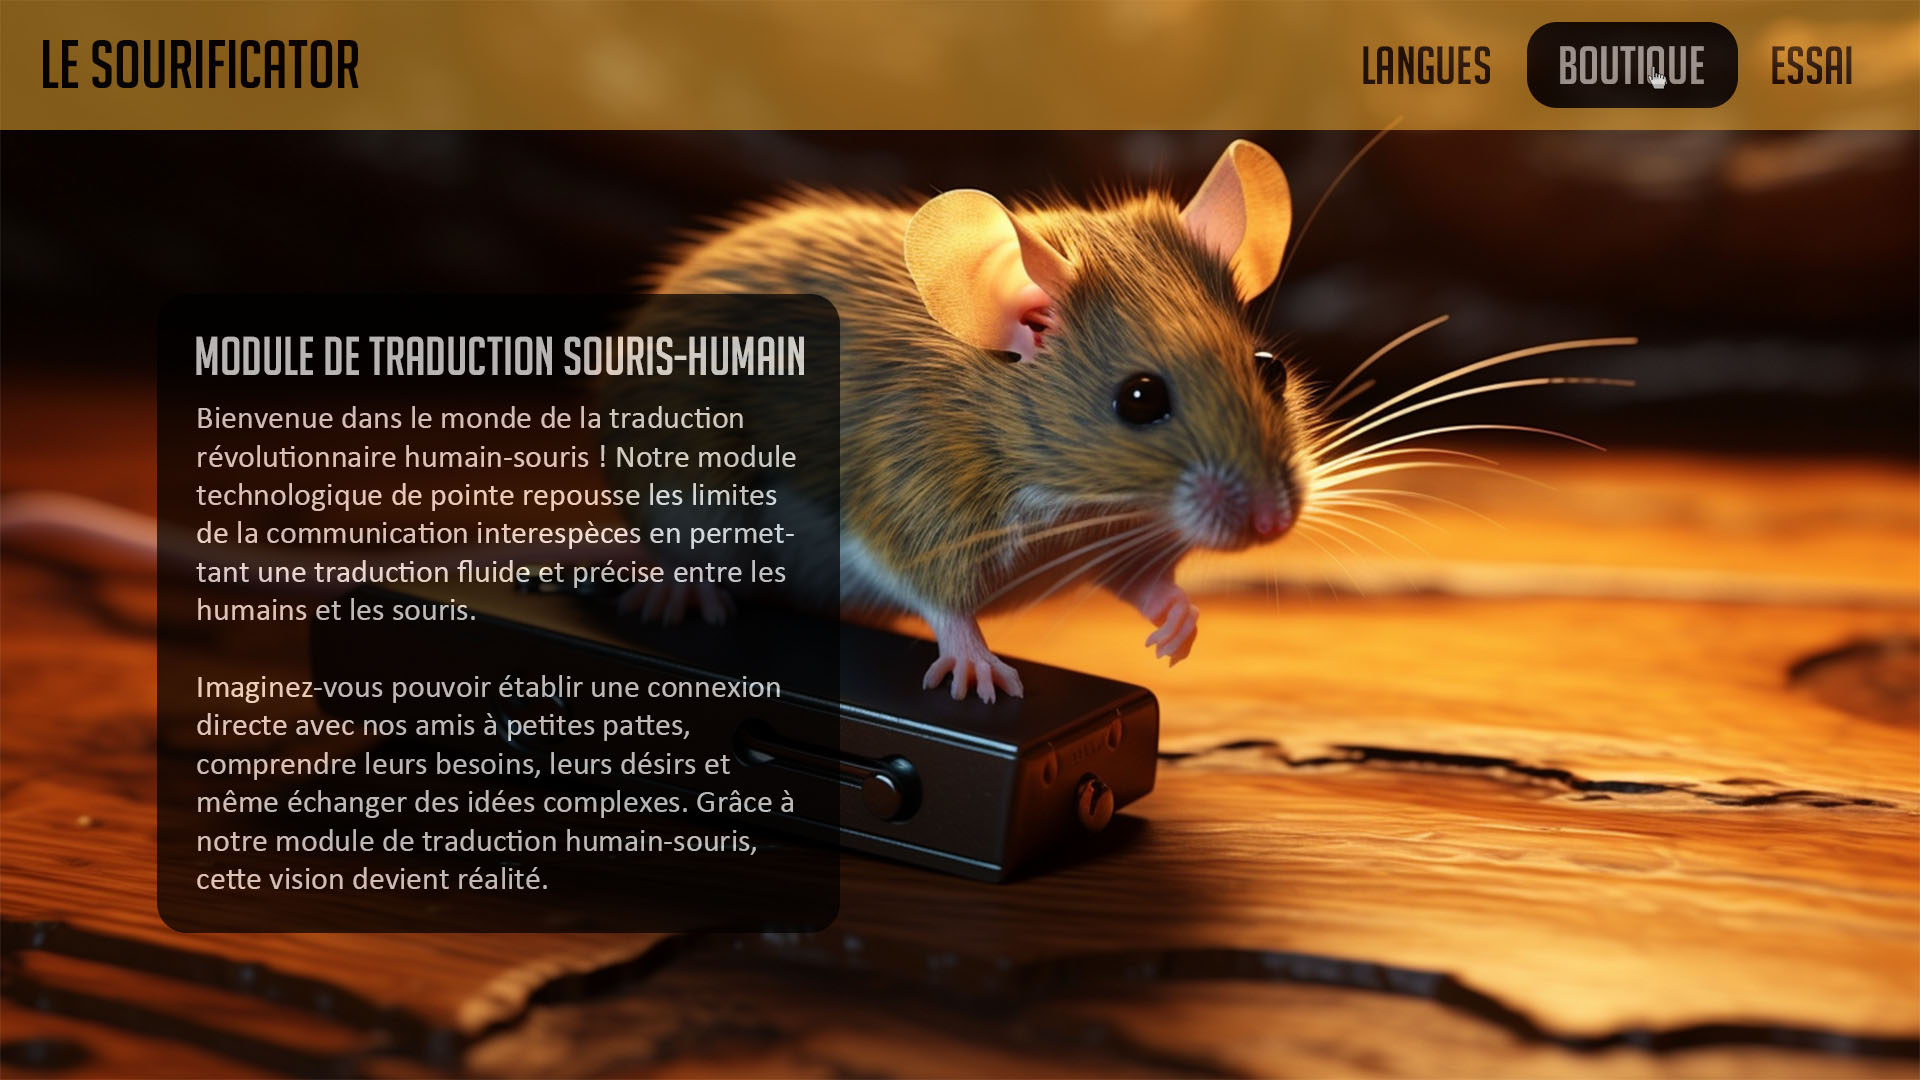 LE SOURIFICATOR
LANGUES BOUTIQUE ESSAI
MODULE DE TRADUCTION SOURIS-HUMAIN
Bienvenue dans le monde de la traduction
révolutionnaire humain-souris ! Notre module
technologique de pointe repousse les limites
de la communication interespèces en permet-
tant une traduction fluide et précise entre les
humains et les souris.
Imaginez-vous pouvoir établir une connexion
directe avec nos amis à petites pattes,
comprendre leurs besoins, leurs désirs et
même échanger des idées complexes. Grâce à
notre module de traduction humain-souris,
cette vision devient réalité.